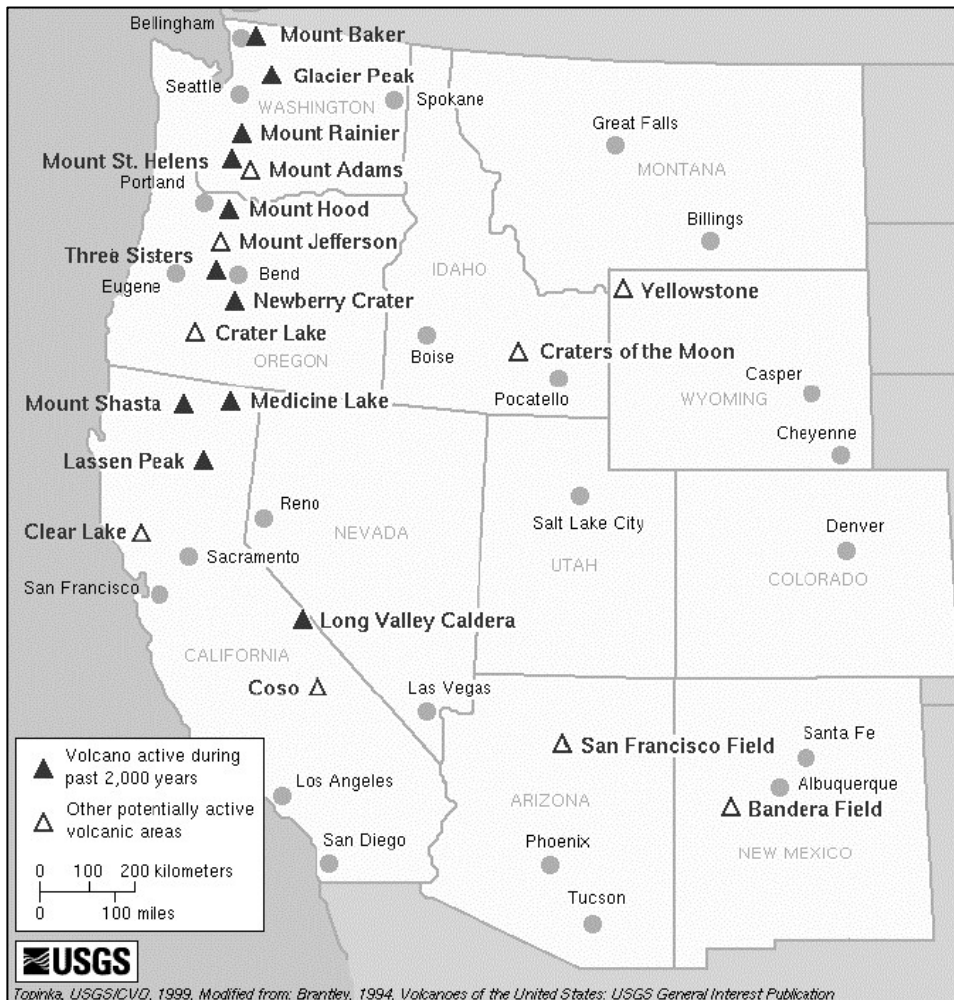 Bellingham
Mount Baker
Glacier Peak
Seattle
WASHINGTON
Spokane
Mount Rainier
Great Falls
MONTANA
Mount St. Helens
Mount Adams
Portland
Mount Hood
Billings
Mount Jefferson
Three Sisters
IDAHO
Eugene
Bend
Yellowstone
Newberry Crater
Crater Lake
OREGON
Boise
Craters of the Moon
Casper
Pocatello
WYOMING
Mount Shasta
Medicine Lake
Cheyenne
Lassen Peak
Reno
Clear Lake
NEVADA
Salt Lake City
Denver
Sacramento
UTAH
COLORADO
San Francisco
Long Valley Caldera
CALIFORNIA
Coso
Las Vegas
Santa Fe
San Francisco Field
Albuquerque
Los Angeles
ARIZONA
Bandera Field
San Diego
Phoenix
NEW MEXICO
Tucson
Volcano active during
past 2,000 years
Other potentially active
volcanic areas
0 100 200 kilometers
0 100 miles
USGS
Topinka, USGS/CVO, 1999, Modified from: Brantley, 1994, Volcanoes of the United States: USGS General Interest Publication